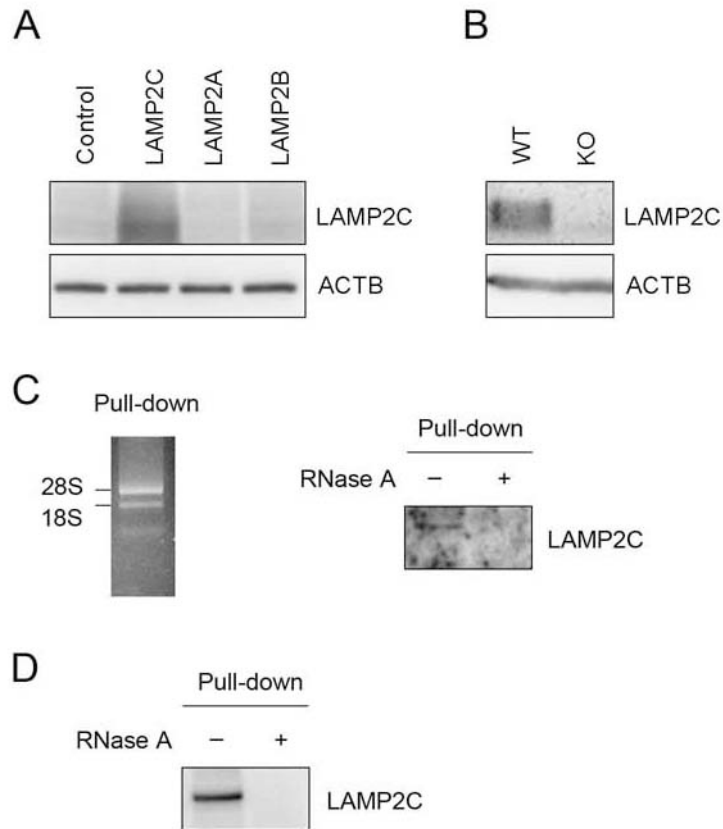 A
Control
LAMP2C
LAMP2A
LAMP2B
LAMP2C
ACTB
B
WT
KO
LAMP2C
ACTB
C
Pull-down
28S
18S
Pull-down
RNase A – +
LAMP2C
D
Pull-down
RNase A – +
LAMP2C